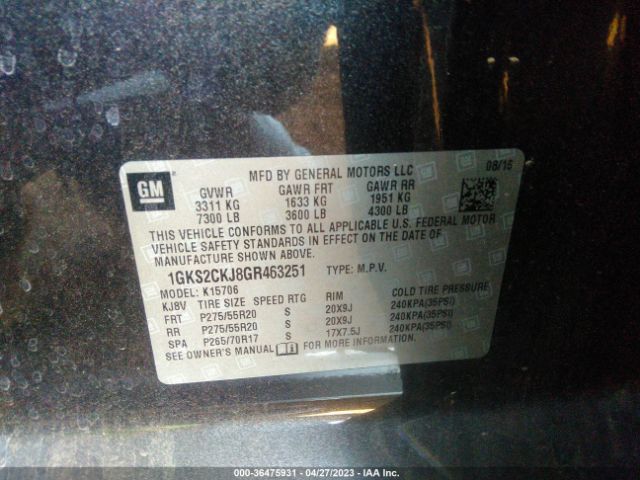 MFD BY GENERAL MOTORS LLC 08/15
GM
GVWR GAWR FRT GAWR RR
3311 KG 1633 KG 1951 KG
7300 LB 3600 LB 4300 LB
THIS VEHICLE CONFORMS TO ALL APPLICABLE U.S. FEDERAL MOTOR
VEHICLE SAFETY STANDARDS IN EFFECT ON THE DATE OF
MANUFACTURE SHOWN ABOVE.
1GKS2CKJ8GR463251 TYPE: M.P.V.
MODEL: K15706
KJ8V TIRE SIZE SPEED RTG RIM COLD TIRE PRESSURE
FRT P275/55R20 S 20X9J 240KPA(35PSI)
RR P275/55R20 S 20X9J 240KPA(35PSI)
SPA P265/70R17 S 17X7.5J 240KPA(35PSI)
SEE OWNER'S MANUAL FOR MORE INFORMATION.
000-36475931 - 04/27/2023 - IAA Inc.